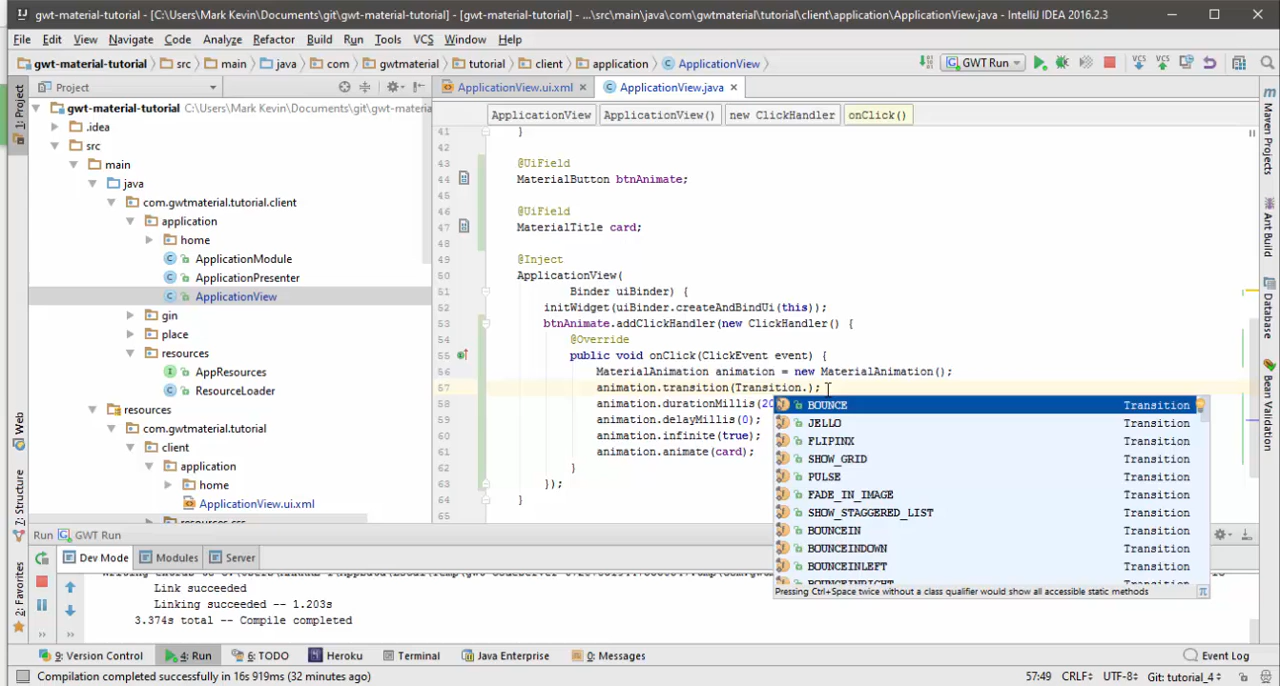 gwt-material-tutorial - [C:\Users\Mark Kevin\Documents\git\gwt-material-tutorial] - [gwt-material-tutorial] - ...\src\main\java\com\gwtmaterial\tutorial\client\application\ApplicationView.java - IntelliJ IDEA 2016.2.3
File Edit View Navigate Code Analyze Refactor Build Run Tools VCS Window Help
gwt-material-tutorial src main java com gwtmaterial tutorial client application ApplicationView GWT Run VCS VCS
Project ApplicationView.ui.xml ApplicationView.java
1: Project
gwt-material-tutorial C:\Users\Mark Kevin\Documents\git\gwt-materia
.idea
src
main
java
com.gwtmaterial.tutorial.client
application
home
ApplicationModule
ApplicationPresenter
ApplicationView
gin
place
resources
AppResources
ResourceLoader
resources
com.gwtmaterial.tutorial
client
application
home
ApplicationView.ui.xml
Web
7: Structure
2: Favorites
ApplicationView ApplicationView() new ClickHandler onClick()
41 }
42
43 @UiField
44 MaterialButton btnAnimate;
45
46 @UiField
47 MaterialTitle card;
48
49 @Inject
50 ApplicationView(
51 Binder uiBinder) {
52 initWidget(uiBinder.createAndBindUi(this));
53 btnAnimate.addClickHandler(new ClickHandler() {
54 @Override
55 public void onClick(ClickEvent event) {
56 MaterialAnimation animation = new MaterialAnimation();
57 animation.transition(Transition.);
58 animation.durationMillis(20
59 animation.delayMillis(0);
60 animation.infinite(true);
61 animation.animate(card);
62 }
63 });
64 }
65
BOUNCE Transition
JELLO Transition
FLIPINX Transition
SHOW_GRID Transition
PULSE Transition
FADE_IN_IMAGE Transition
SHOW_STAGGERED_LIST Transition
BOUNCEIN Transition
BOUNCEINDOWN Transition
BOUNCEINLEFT Transition
BOUNCEINRIGHT Transition
Pressing Ctrl+Space twice without a class qualifier would show all accessible static methods
Maven Projects
Ant Build
Database
Bean Validation
Run GWT Run
Dev Mode Modules Server
Link succeeded
Linking succeeded -- 1.203s
3.374s total -- Compile completed
9: Version Control 4: Run 6: TODO Heroku Terminal Java Enterprise 0: Messages Event Log
Compilation completed successfully in 16s 919ms (32 minutes ago) 57:49 CRLF UTF-8 Git: tutorial_4